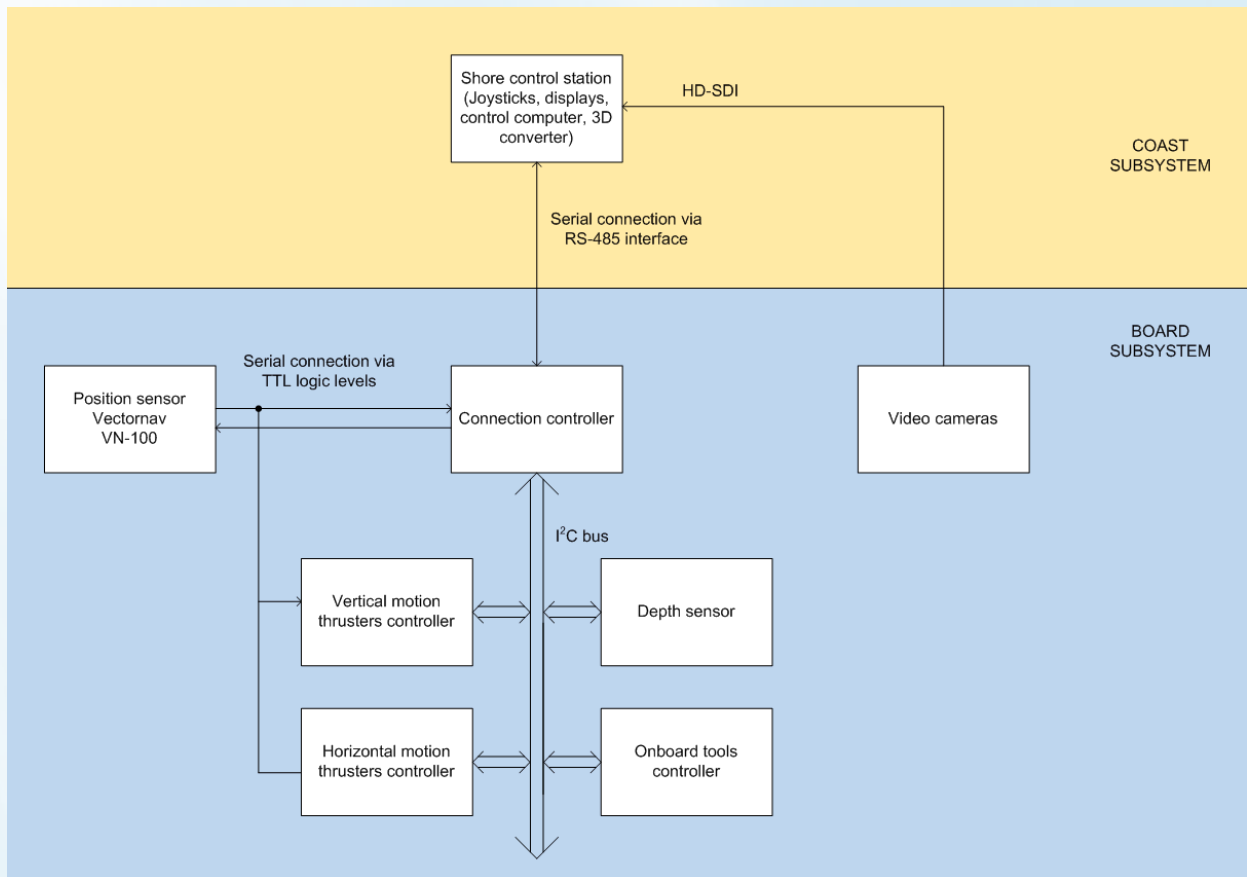 Shore control station
(Joysticks, displays,
control computer, 3D
converter)
HD-SDI
COAST
SUBSYSTEM
Serial connection via
RS-485 interface
BOARD
SUBSYSTEM
Serial connection via
TTL logic levels
Position sensor
Vectornav
VN-100
Connection controller
Video cameras
I²C bus
Vertical motion
thrusters controller
Depth sensor
Horizontal motion
thrusters controller
Onboard tools
controller